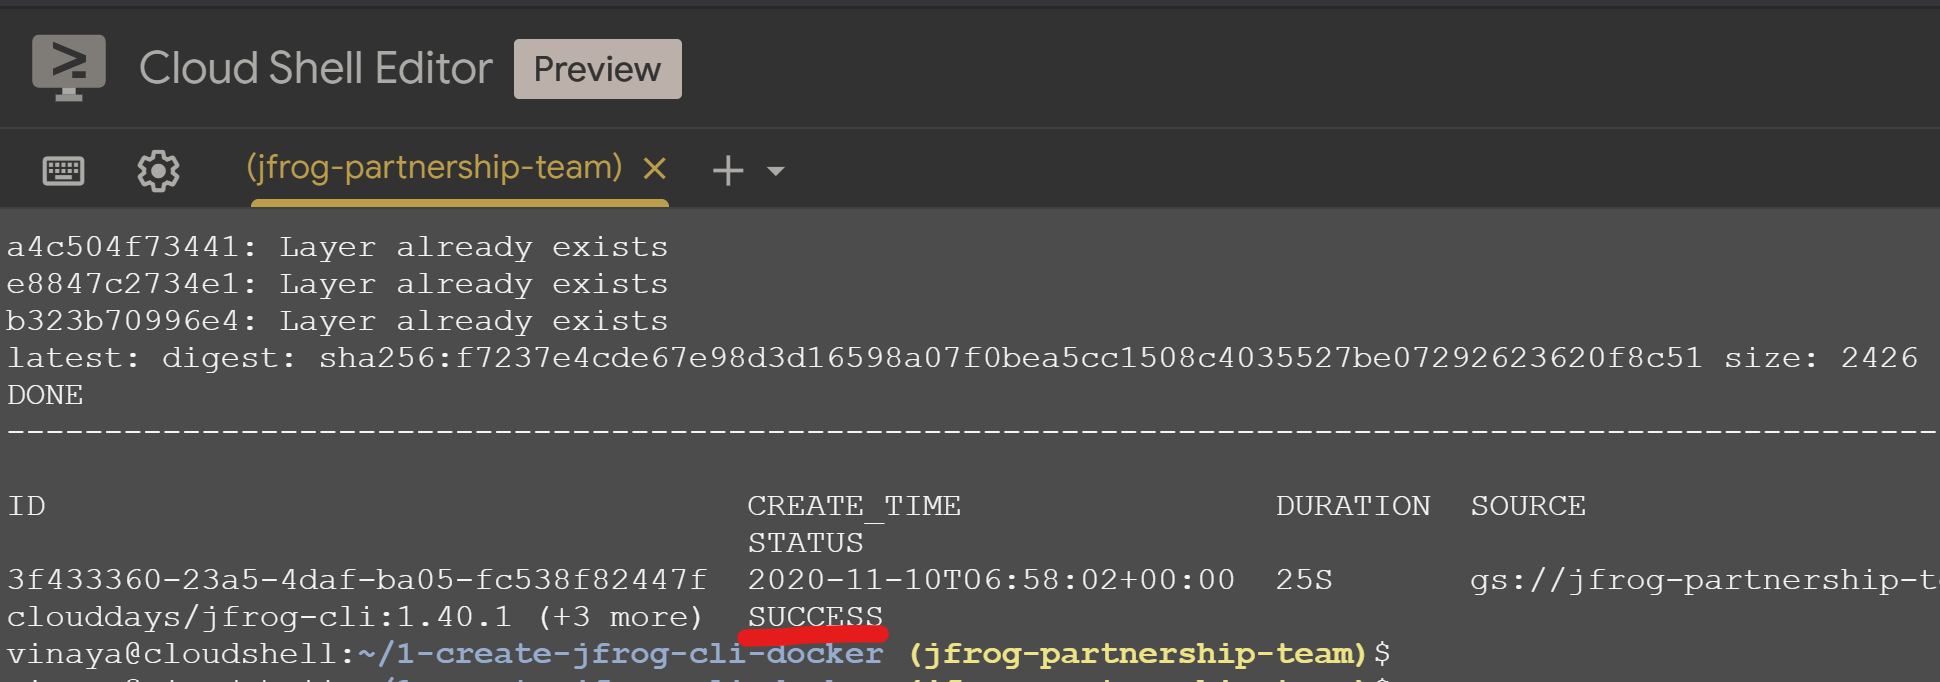 Cloud Shell Editor Preview
(jfrog-partnership-team)
a4c504f73441: Layer already exists
e8847c2734e1: Layer already exists
b323b70996e4: Layer already exists
latest: digest: sha256:f7237e4cde67e98d3d16598a07f0bea5cc1508c4035527be07292623620f8c51 size: 2426
DONE
---------------------------------------------------------------------------------------------------
ID CREATE_TIME DURATION SOURCE
STATUS
3f433360-23a5-4daf-ba05-fc538f82447f 2020-11-10T06:58:02+00:00 25S gs://jfrog-partnership-t
clouddays/jfrog-cli:1.40.1 (+3 more) SUCCESS
vinaya@cloudshell:~/1-create-jfrog-cli-docker (jfrog-partnership-team)$